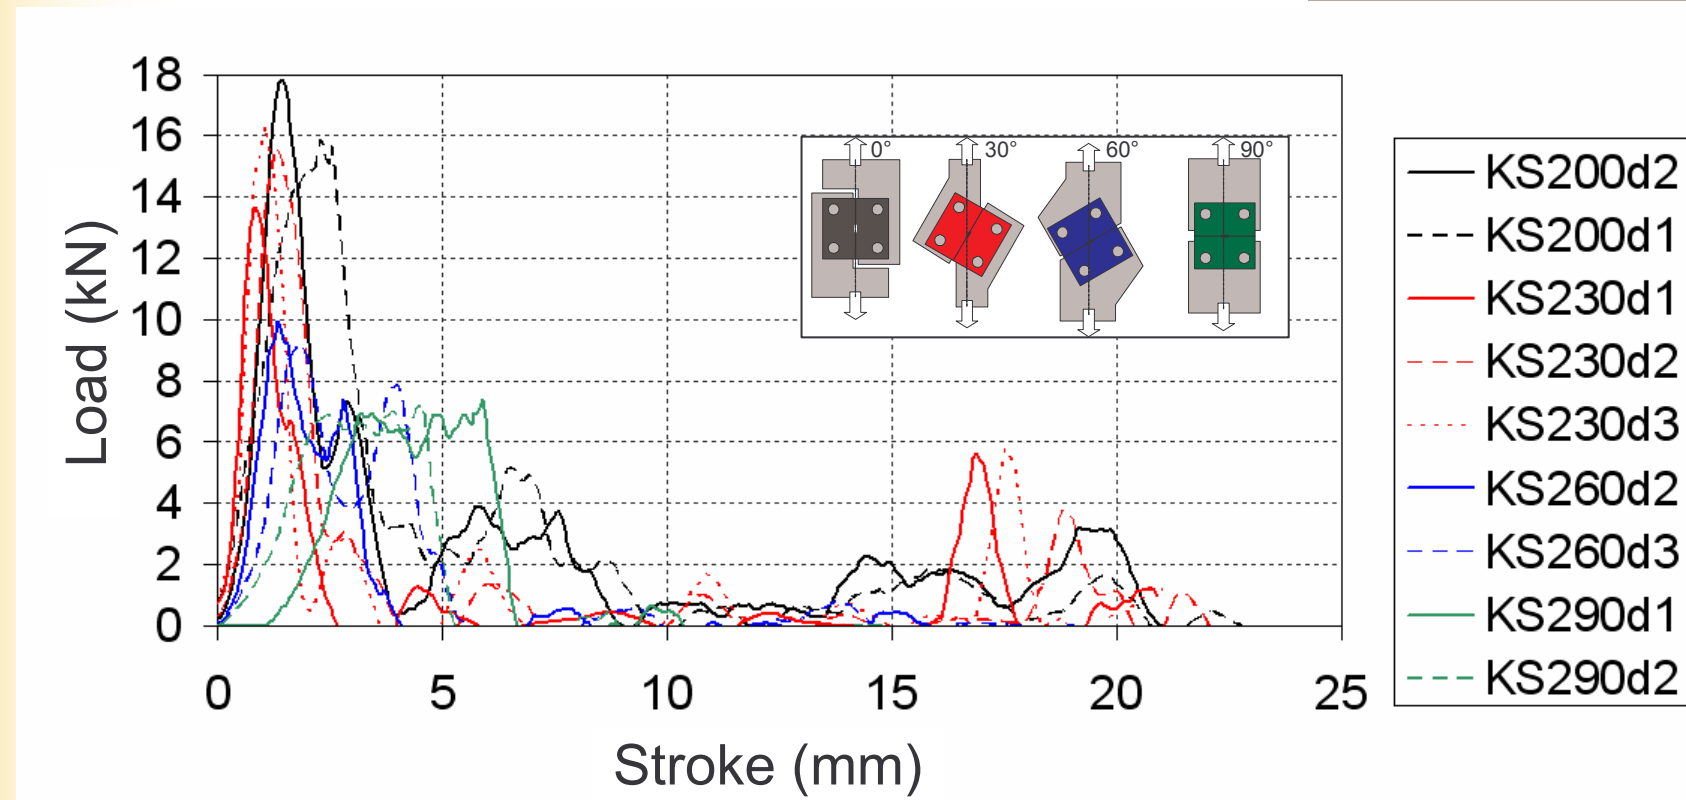 18
16
14
12
10
8
6
4
2
0
Load (kN)
0 5 10 15 20 25
Stroke (mm)
0° 30° 60° 90°
KS200d2
KS200d1
KS230d1
KS230d2
KS230d3
KS260d2
KS260d3
KS290d1
KS290d2